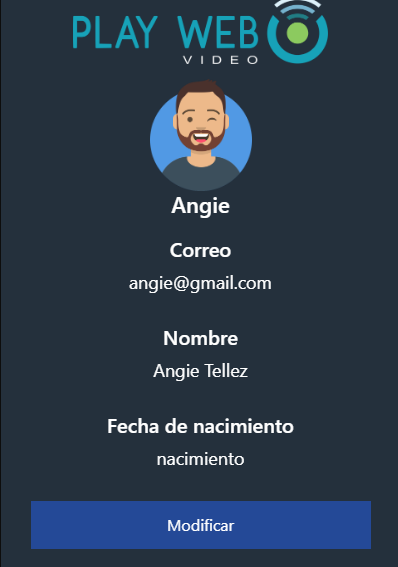 PLAY WEB
VIDEO
Angie
Correo
angie@gmail.com
Nombre
Angie Tellez
Fecha de nacimiento
nacimiento
Modificar